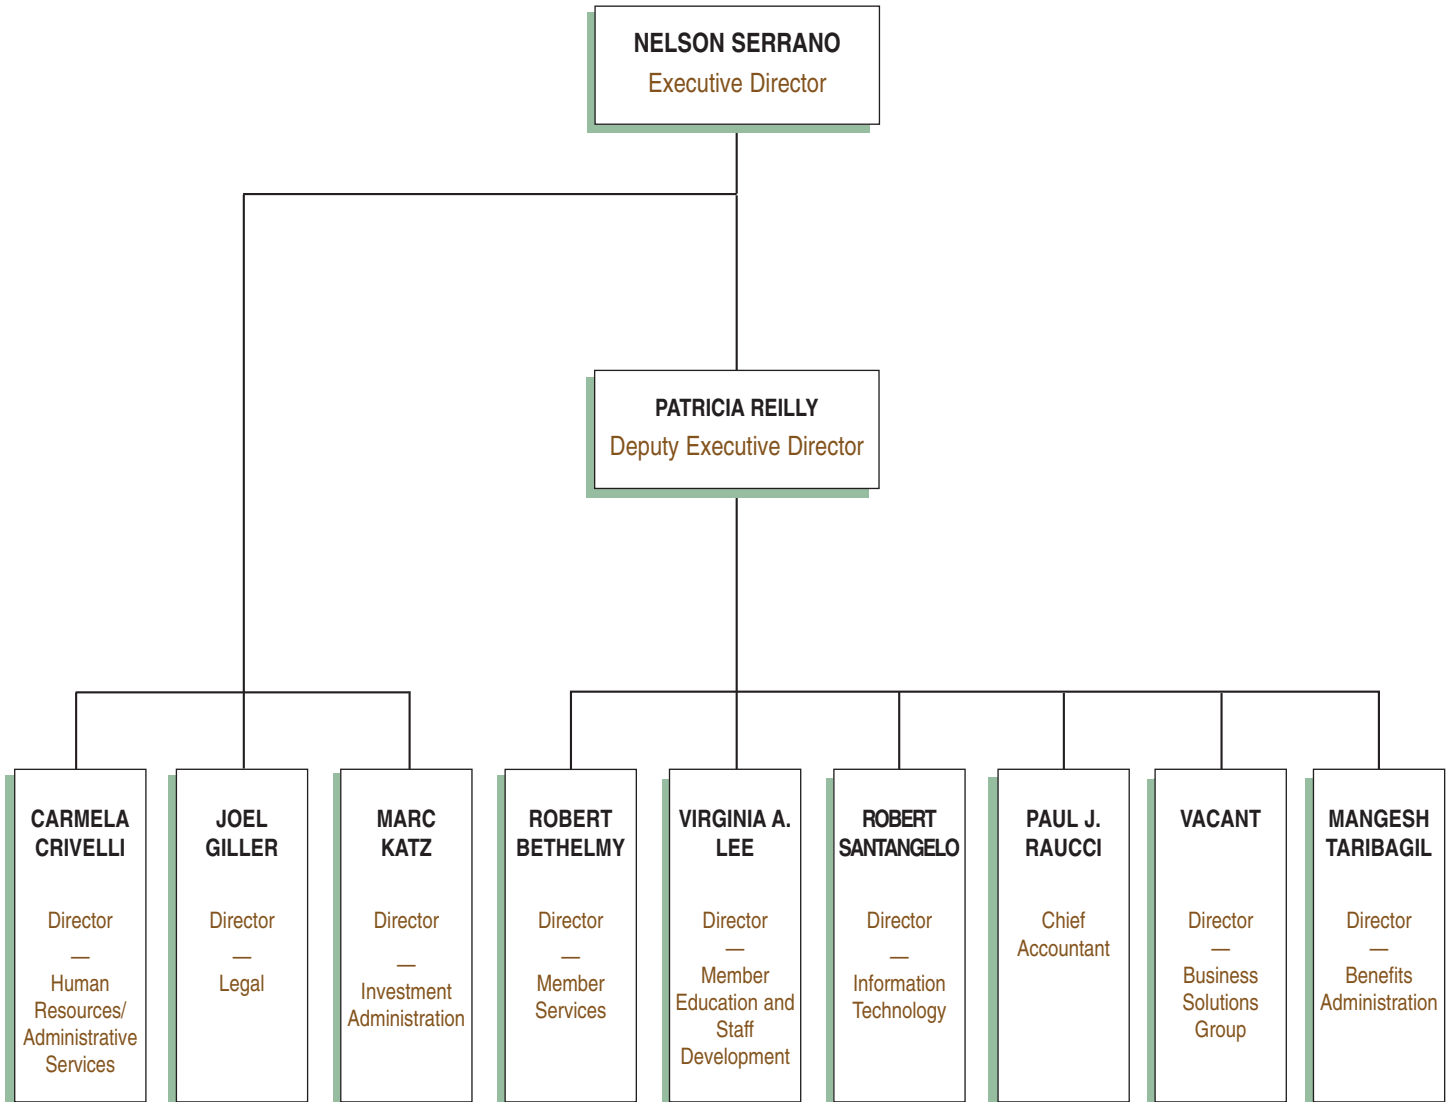 NELSON SERRANO
Executive Director
PATRICIA REILLY
Deputy Executive Director
CARMELA
CRIVELLI
Director
—
Human
Resources/
Administrative
Services
JOEL
GILLER
Director
—
Legal
MARC
KATZ
Director
—
Investment
Administration
ROBERT
BETHELMY
Director
—
Member
Services
VIRGINIA A.
LEE
Director
—
Member
Education and
Staff
Development
ROBERT
SANTANGELO
Director
—
Information
Technology
PAUL J.
RAUCCI
Chief
Accountant
VACANT
Director
—
Business
Solutions
Group
MANGESH
TARIBAGIL
Director
—
Benefits
Administration